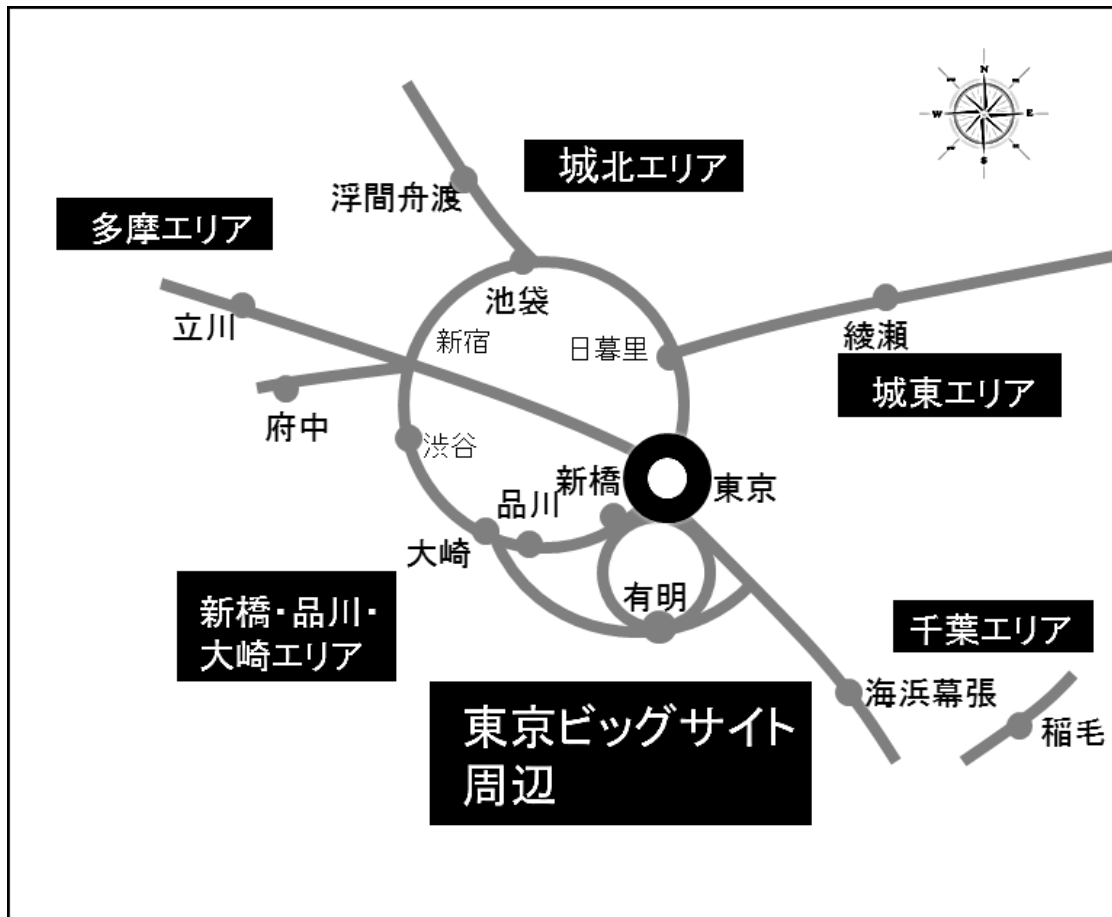 N
W
E
S
城北エリア
浮間舟渡
多摩エリア
池袋
立川
新宿
日暮里
綾瀬
城東エリア
府中
渋谷
新橋
東京
品川
大崎
有明
新橋・品川・
大崎エリア
千葉エリア
海浜幕張
稲毛
東京ビッグサイト
周辺